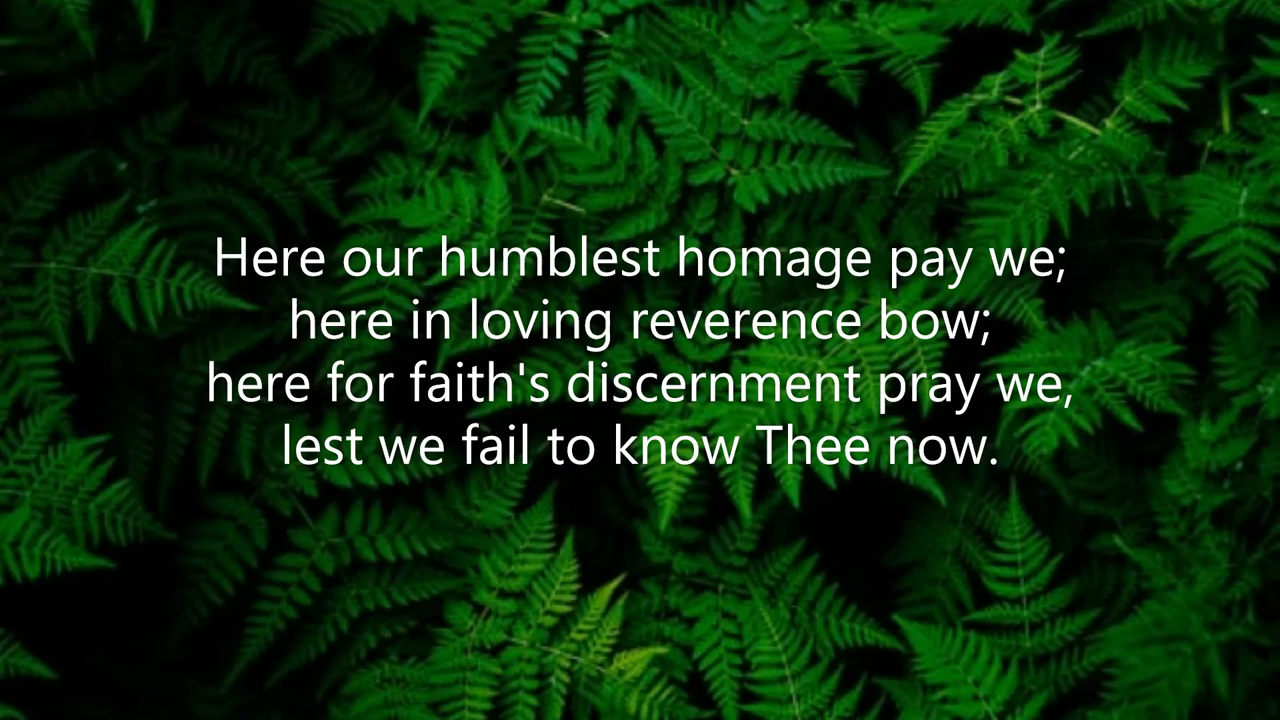 Here our humblest homage pay we;
here in loving reverence bow;
here for faith's discernment pray we,
lest we fail to know Thee now.